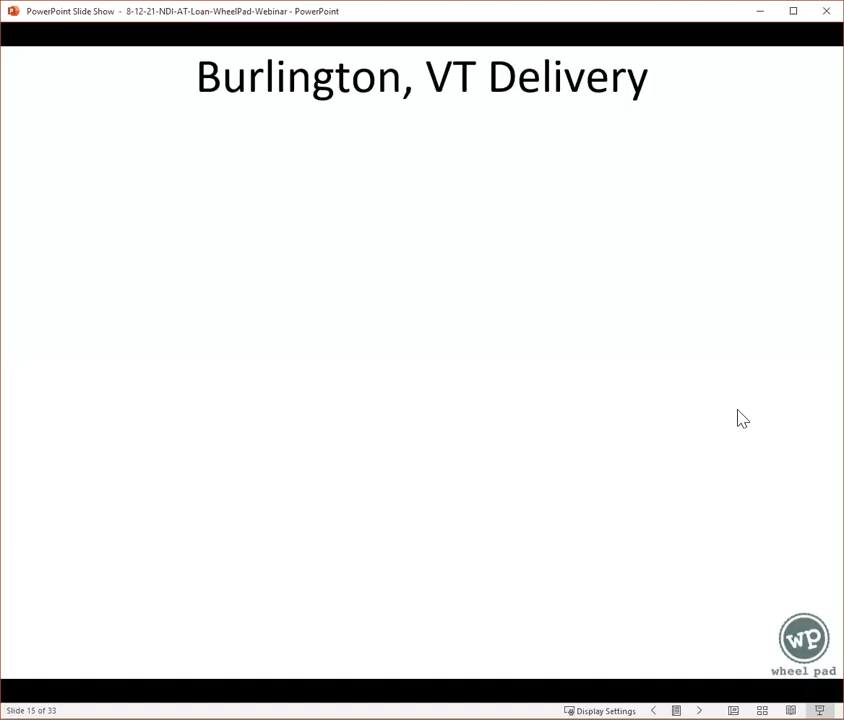 PowerPoint Slide Show - 8-12-21-NDI-AT-Loan-WheelPad-Webinar - PowerPoint
Burlington, VT Delivery
wp
wheel pad
Slide 15 of 33
Display Settings